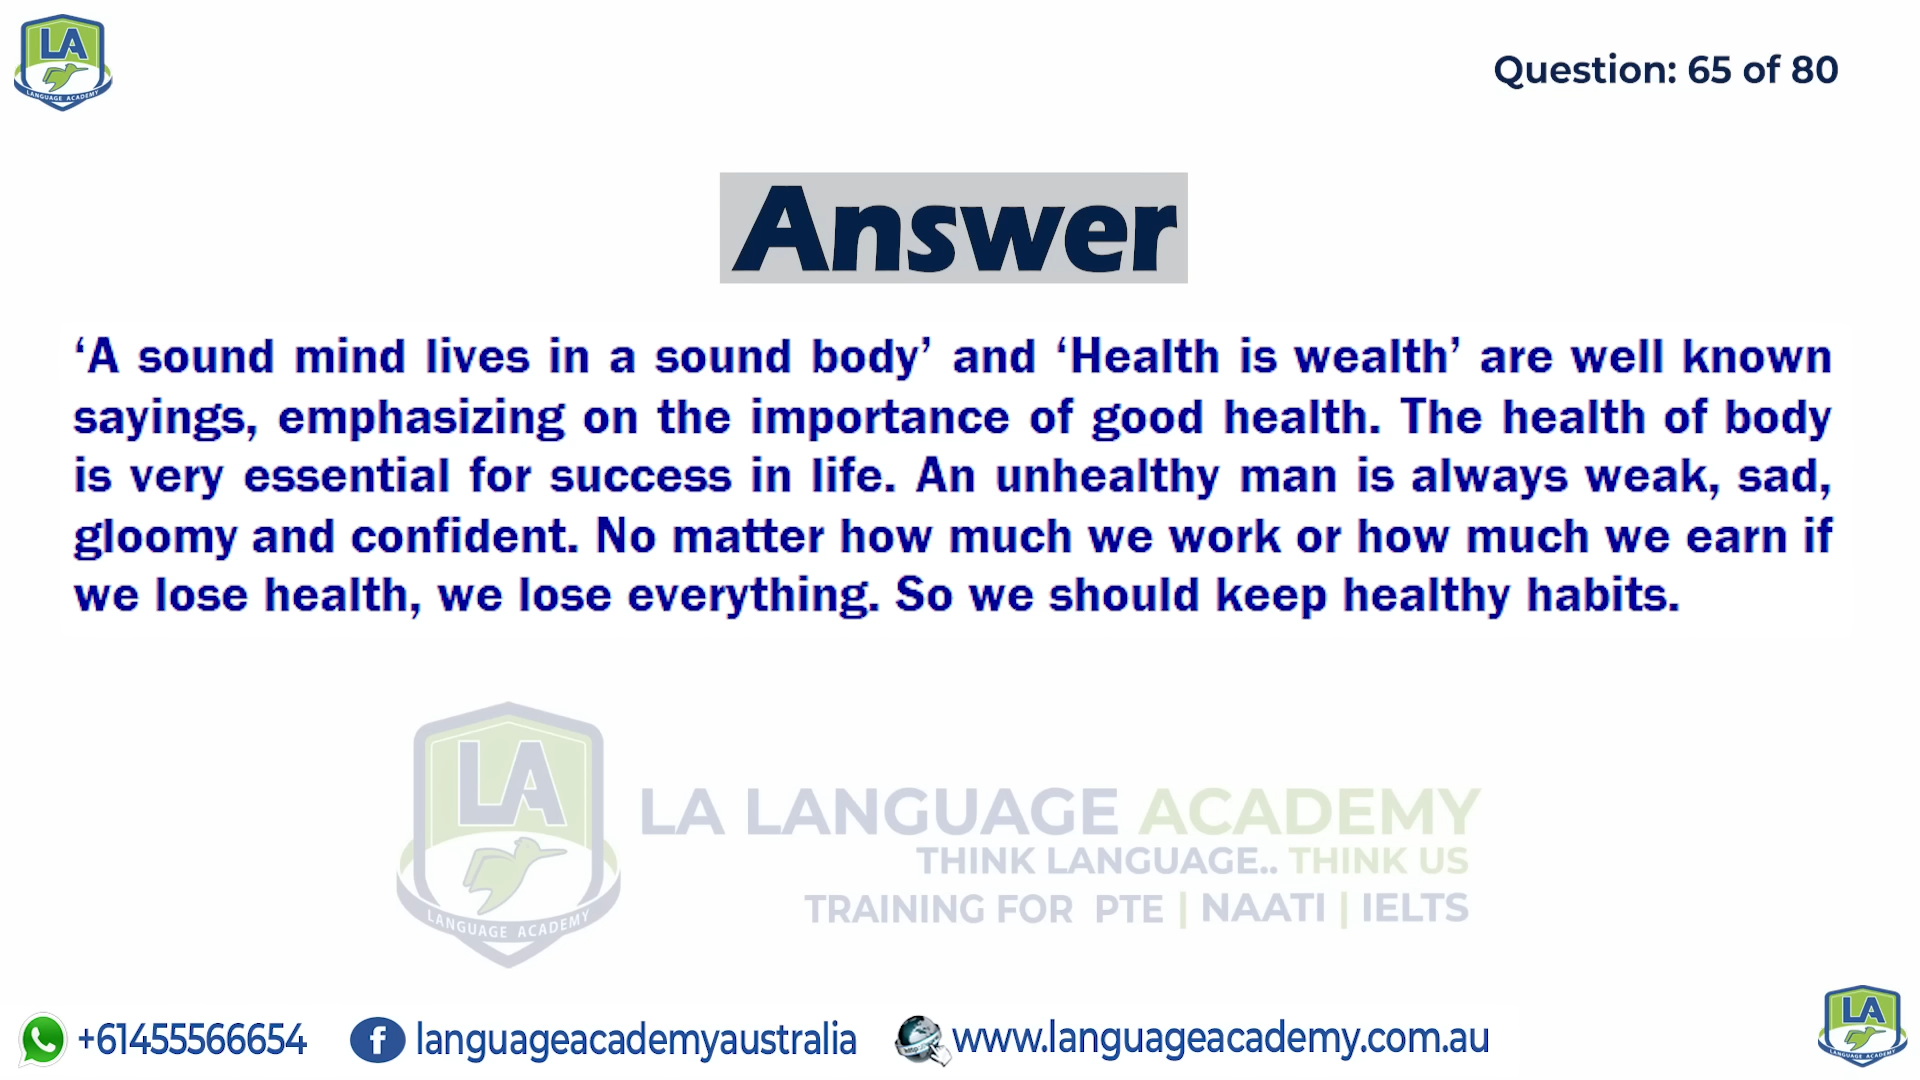 LA
LANGUAGE ACADEMY
Question: 65 of 80
Answer
‘A sound mind lives in a sound body’ and ‘Health is wealth’ are well known
sayings, emphasizing on the importance of good health. The health of body
is very essential for success in life. An unhealthy man is always weak, sad,
gloomy and confident. No matter how much we work or how much we earn if
we lose health, we lose everything. So we should keep healthy habits.
LA
LANGUAGE ACADEMY
LA LANGUAGE ACADEMY
THINK LANGUAGE.. THINK US
TRAINING FOR PTE | NAATI | IELTS
+61455566654
f languageacademyaustralia
http://
www.languageacademy.com.au
LA
LANGUAGE ACADEMY